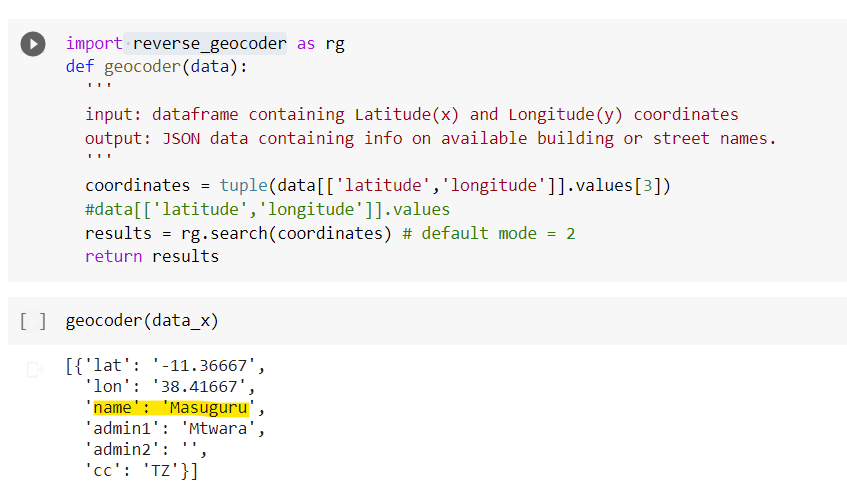 import reverse_geocoder as rg
def geocoder(data):
  '''
  input: dataframe containing Latitude(x) and Longitude(y) coordinates
  output: JSON data containing info on available building or street names.
  '''
  coordinates = tuple(data[['latitude','longitude']].values[3])
  #data[['latitude','longitude']].values
  results = rg.search(coordinates) # default mode = 2
  return results
[ ] geocoder(data_x)
[{'lat': '-11.36667',
  'lon': '38.41667',
  'name': 'Masuguru',
  'admin1': 'Mtwara',
  'admin2': '',
  'cc': 'TZ'}]